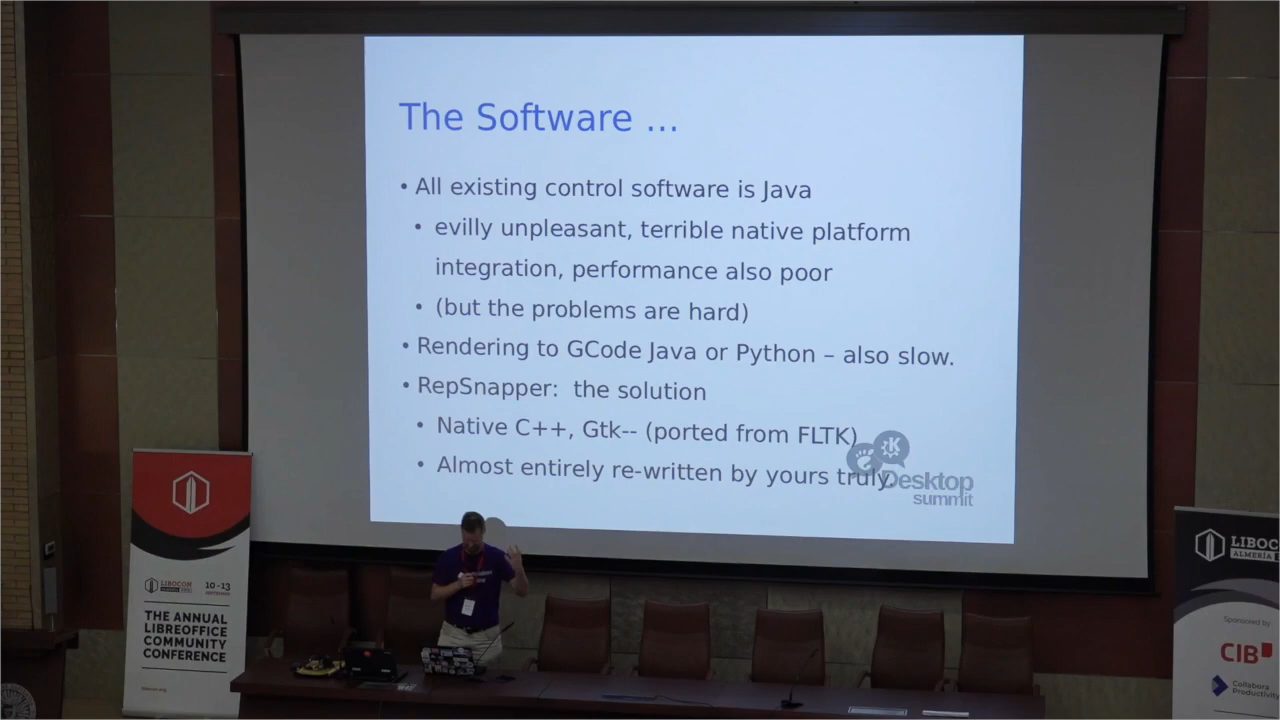 The Software ...
• All existing control software is Java
• evilly unpleasant, terrible native platform
integration, performance also poor
• (but the problems are hard)
• Rendering to GCode Java or Python – also slow.
• RepSnapper: the solution
• Native C++, Gtk-- (ported from FLTK)
• Almost entirely re-written by yours truly.
Desktop
summit
LIBOCON
10-13
THE ANNUAL
LIBREOFFICE
COMMUNITY
CONFERENCE
LIBOC
ALMERÍA
Sponsored by
CIB
Collabora
Productivity